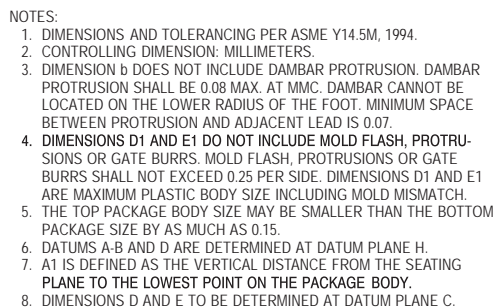 NOTES:
1. DIMENSIONS AND TOLERANCING PER ASME Y14.5M, 1994.
2. CONTROLLING DIMENSION: MILLIMETERS.
3. DIMENSION b DOES NOT INCLUDE DAMBAR PROTRUSION. DAMBAR
PROTRUSION SHALL BE 0.08 MAX. AT MMC. DAMBAR CANNOT BE
LOCATED ON THE LOWER RADIUS OF THE FOOT. MINIMUM SPACE
BETWEEN PROTRUSION AND ADJACENT LEAD IS 0.07.
4. DIMENSIONS D1 AND E1 DO NOT INCLUDE MOLD FLASH, PROTRU-
SIONS OR GATE BURRS. MOLD FLASH, PROTRUSIONS OR GATE
BURRS SHALL NOT EXCEED 0.25 PER SIDE. DIMENSIONS D1 AND E1
ARE MAXIMUM PLASTIC BODY SIZE INCLUDING MOLD MISMATCH.
5. THE TOP PACKAGE BODY SIZE MAY BE SMALLER THAN THE BOTTOM
PACKAGE SIZE BY AS MUCH AS 0.15.
6. DATUMS A-B AND D ARE DETERMINED AT DATUM PLANE H.
7. A1 IS DEFINED AS THE VERTICAL DISTANCE FROM THE SEATING
PLANE TO THE LOWEST POINT ON THE PACKAGE BODY.
8. DIMENSIONS D AND E TO BE DETERMINED AT DATUM PLANE C.